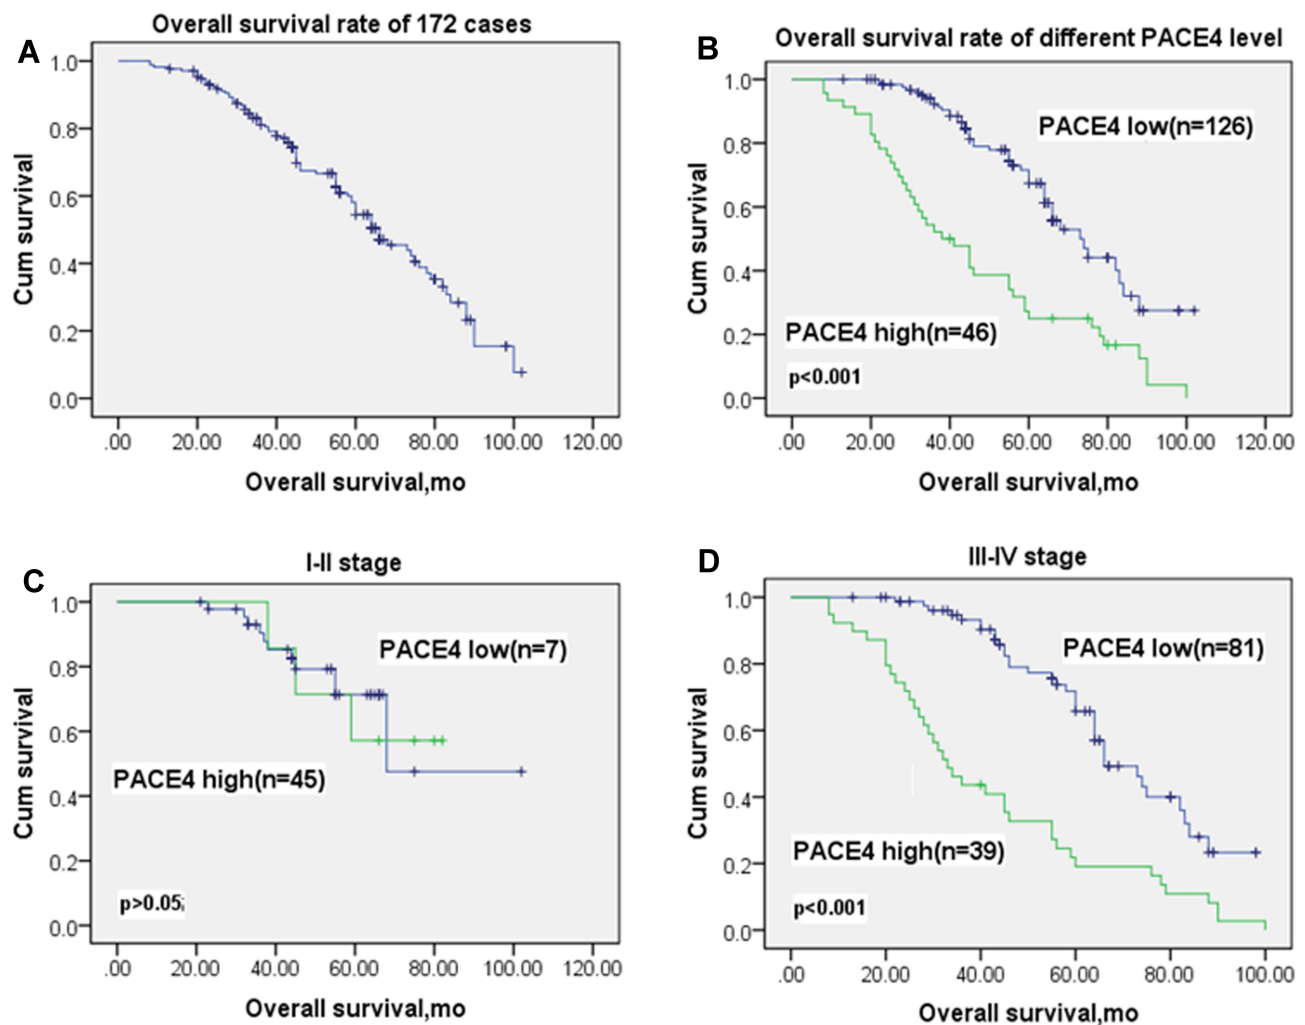 Overall survival rate of 172 cases
A
1.0
0.8
0.6
0.4
0.2
0.0
Cum survival
.00 20.00 40.00 60.00 80.00 100.00 120.00
Overall survival,mo
B
Overall survival rate of different PACE4 level
1.0
0.8
0.6
0.4
0.2
0.0
Cum survival
PACE4 low(n=126)
PACE4 high(n=46)
p<0.001
.00 20.00 40.00 60.00 80.00 100.00 120.00
Overall survival,mo
C
I-II stage
1.0
0.8
0.6
0.4
0.2
0.0
Cum survival
PACE4 low(n=7)
PACE4 high(n=45)
p>0.05
.00 20.00 40.00 60.00 80.00 100.00 120.00
Overall survival,mo
D
III-IV stage
1.0
0.8
0.6
0.4
0.2
0.0
Cum survival
PACE4 low(n=81)
PACE4 high(n=39)
p<0.001
.00 20.00 40.00 60.00 80.00 100.00
Overall survival,mo